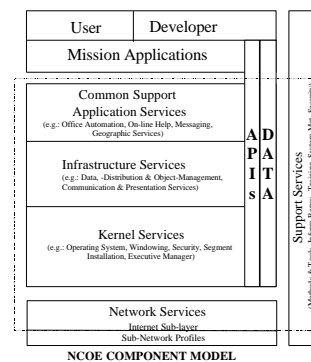 User
Developer
Mission Applications
Common Support
Application Services
(e.g.: Office Automation, On-line Help, Messaging,
Geographic Services)
Infrastructure Services
(e.g.: Data, -Distribution & Object-Management,
Communication & Presentation Services)
Kernel Services
(e.g.: Operating System, Windowing, Security, Segment
Installation, Executive Manager)
APIs
DATA
Support Services
Network Services
Internet Sub-layer
Sub-Network Profiles
NCOE COMPONENT MODEL